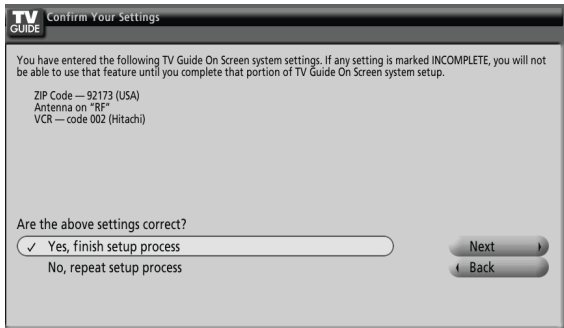 TV
GUIDE
Confirm Your Settings
You have entered the following TV Guide On Screen system settings. If any setting is marked INCOMPLETE, you will not
be able to use that feature until you complete that portion of TV Guide On Screen system setup.
ZIP Code — 92173 (USA)
Antenna on "RF"
VCR — code 002 (Hitachi)
Are the above settings correct?
✓ Yes, finish setup process
Next
No, repeat setup process
Back